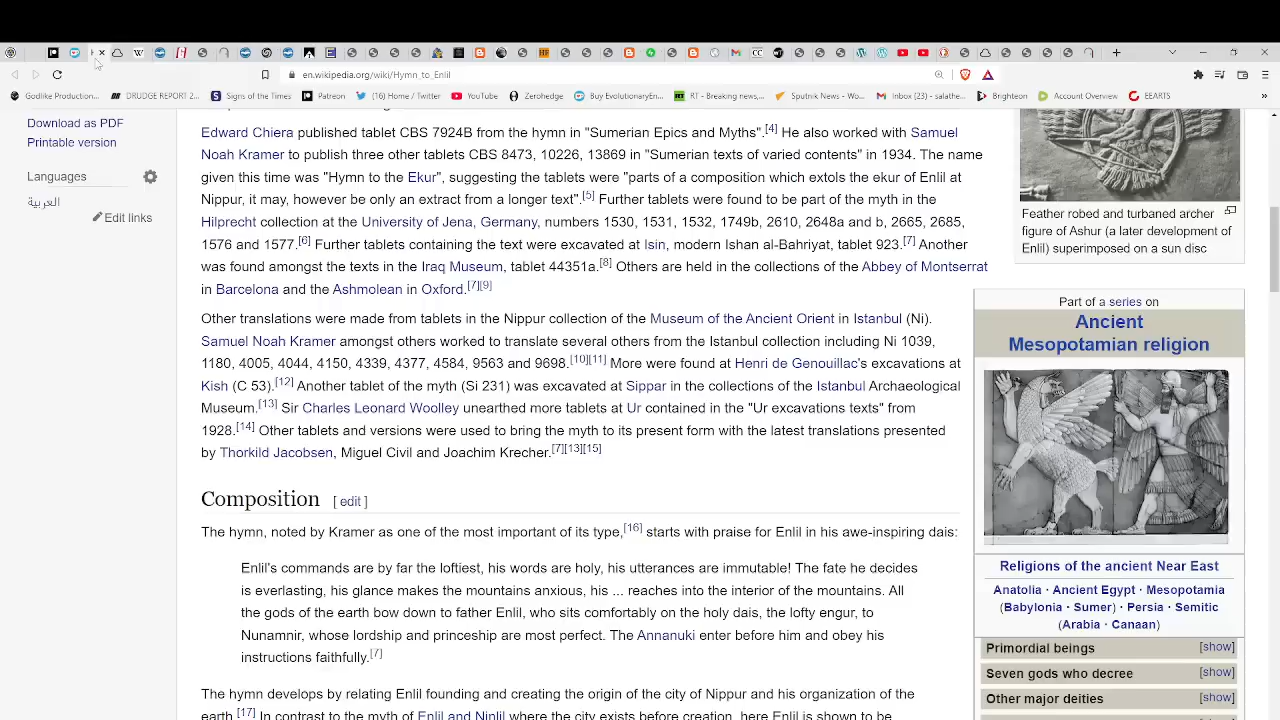 en.wikipedia.org/wiki/Hymn_to_Enlil
Godlike Production...
DRUDGE REPORT 2...
Signs of the Times
Patreon
(16) Home / Twitter
YouTube
Zerohedge
Buy EvolutionaryEn...
RT - Breaking news,...
Sputnik News - Wo...
Inbox (23) - salathe...
Brighteon
Account Overview
EEARTS
»
Download as PDF
Printable version
Languages
العربية
Edit links
Edward Chiera published tablet CBS 7924B from the hymn in "Sumerian Epics and Myths".[4] He also worked with Samuel
Noah Kramer to publish three other tablets CBS 8473, 10226, 13869 in "Sumerian texts of varied contents" in 1934. The name
given this time was "Hymn to the Ekur", suggesting the tablets were "parts of a composition which extols the ekur of Enlil at
Nippur, it may, however be only an extract from a longer text".[5] Further tablets were found to be part of the myth in the
Hilprecht collection at the University of Jena, Germany, numbers 1530, 1531, 1532, 1749b, 2610, 2648a and b, 2665, 2685,
1576 and 1577.[6] Further tablets containing the text were excavated at Isin, modern Ishan al-Bahriyat, tablet 923.[7] Another
was found amongst the texts in the Iraq Museum, tablet 44351a.[8] Others are held in the collections of the Abbey of Montserrat
in Barcelona and the Ashmolean in Oxford.[7][9]
Other translations were made from tablets in the Nippur collection of the Museum of the Ancient Orient in Istanbul (Ni).
Samuel Noah Kramer amongst others worked to translate several others from the Istanbul collection including Ni 1039,
1180, 4005, 4044, 4150, 4339, 4377, 4584, 9563 and 9698.[10][11] More were found at Henri de Genouillac's excavations at
Kish (C 53).[12] Another tablet of the myth (Si 231) was excavated at Sippar in the collections of the Istanbul Archaeological
Museum.[13] Sir Charles Leonard Woolley unearthed more tablets at Ur contained in the "Ur excavations texts" from
1928.[14] Other tablets and versions were used to bring the myth to its present form with the latest translations presented
by Thorkild Jacobsen, Miguel Civil and Joachim Krecher.[7][13][15]
Composition [ edit ]
The hymn, noted by Kramer as one of the most important of its type,[16] starts with praise for Enlil in his awe-inspiring dais:
Enlil's commands are by far the loftiest, his words are holy, his utterances are immutable! The fate he decides
is everlasting, his glance makes the mountains anxious, his ... reaches into the interior of the mountains. All
the gods of the earth bow down to father Enlil, who sits comfortably on the holy dais, the lofty engur, to
Nunamnir, whose lordship and princeship are most perfect. The Annanuki enter before him and obey his
instructions faithfully.[7]
The hymn develops by relating Enlil founding and creating the origin of the city of Nippur and his organization of the
earth.[17] In contrast to the myth of Enlil and Ninlil where the city exists before creation, here Enlil is shown to be
Feather robed and turbaned archer
figure of Ashur (a later development of
Enlil) superimposed on a sun disc
Part of a series on
Ancient
Mesopotamian religion
Religions of the ancient Near East
Anatolia · Ancient Egypt · Mesopotamia
(Babylonia · Sumer) · Persia · Semitic
(Arabia · Canaan)
Primordial beings [show]
Seven gods who decree [show]
Other major deities [show]